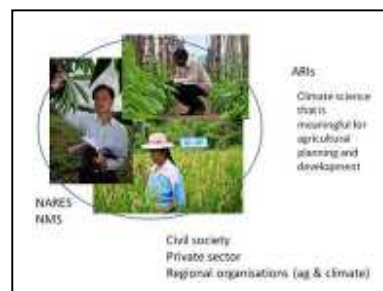 ARIs
Climate science
that is
meaningful for
agricultural
planning and
development
NARES
NMS
Civil society
Private sector
Regional organisations (ag & climate)